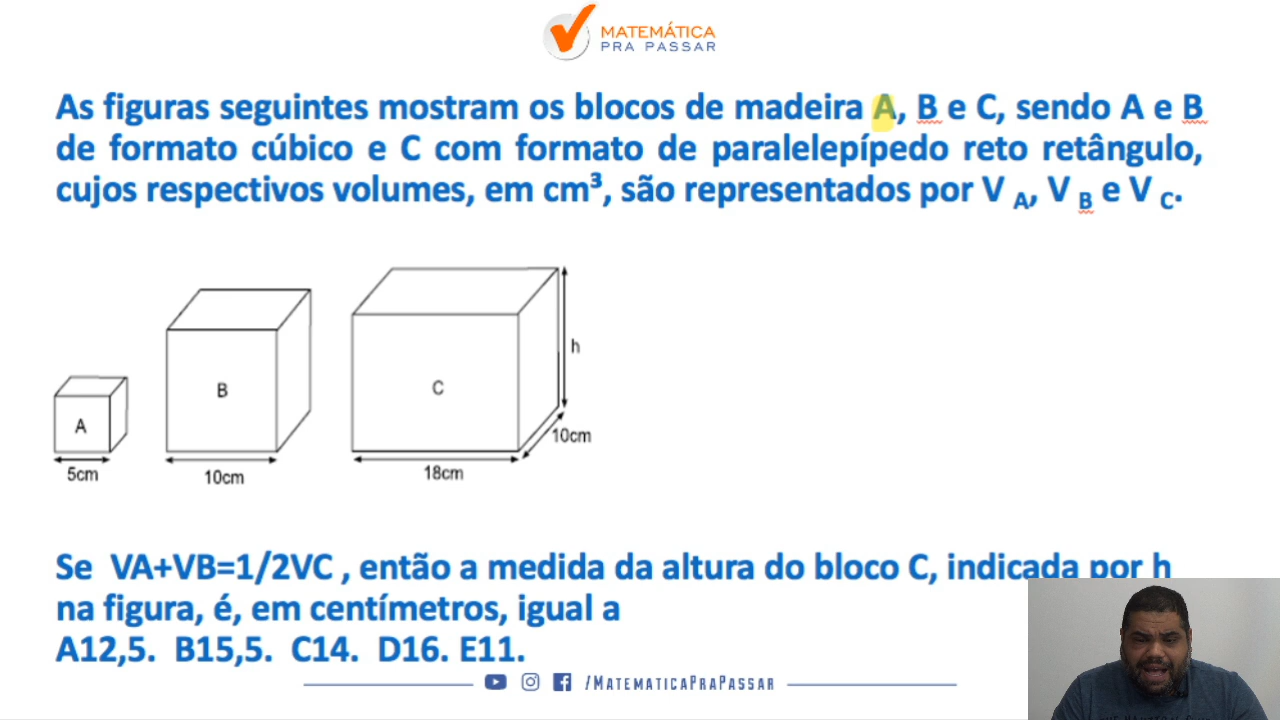 MATEMÁTICA
PRA PASSAR
As figuras seguintes mostram os blocos de madeira A, B e C, sendo A e B
de formato cúbico e C com formato de paralelepípedo reto retângulo,
cujos respectivos volumes, em cm³, são representados por V A, V B e V C.
A
5cm
B
10cm
C
h
10cm
18cm
Se VA+VB=1/2VC , então a medida da altura do bloco C, indicada por h
na figura, é, em centímetros, igual a
A12,5. B15,5. C14. D16. E11.
/MATEMATICAPRAPASSAR